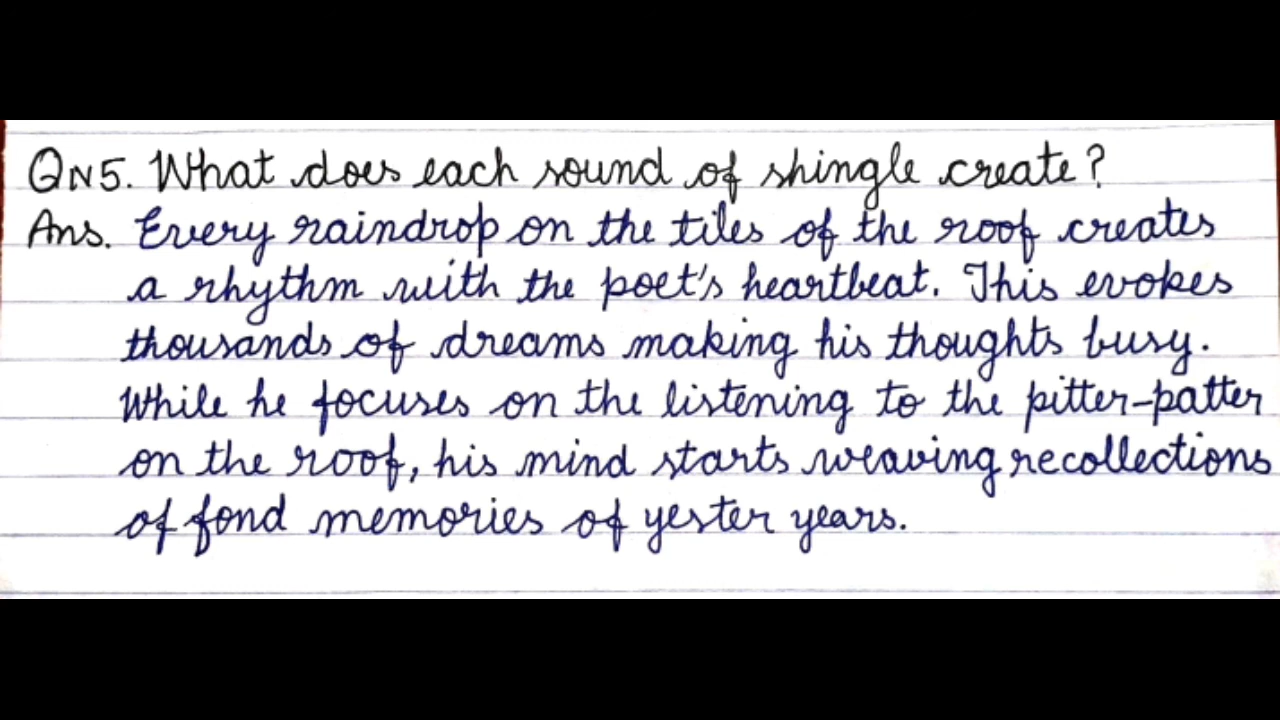 QN5. What does each sound of shingle create?
Ans. Every raindrop on the tiles of the roof creates
a rhythm with the poet's heartbeat. This evokes
thousands of dreams making his thoughts busy.
While he focuses on the listening to the pitter-patter
on the roof, his mind starts weaving recollections
of fond memories of yester years.